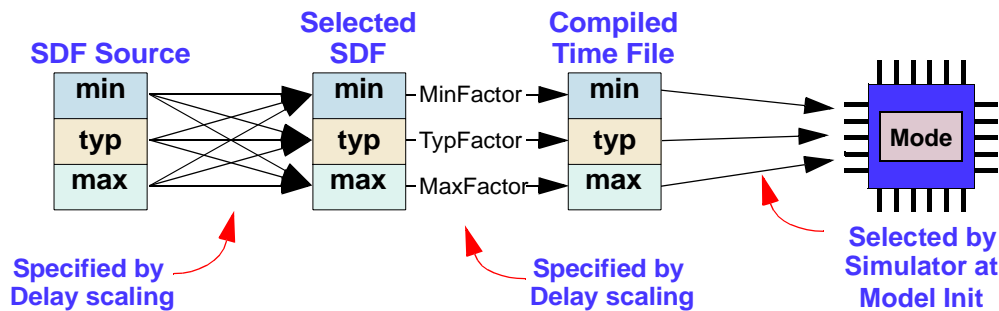 SDF Source
Selected
SDF
Compiled
Time File
min
typ
max
min
typ
max
MinFactor
TypFactor
MaxFactor
min
typ
max
Mode
Specified by
Delay scaling
Specified by
Delay scaling
Selected by
Simulator at
Model Init